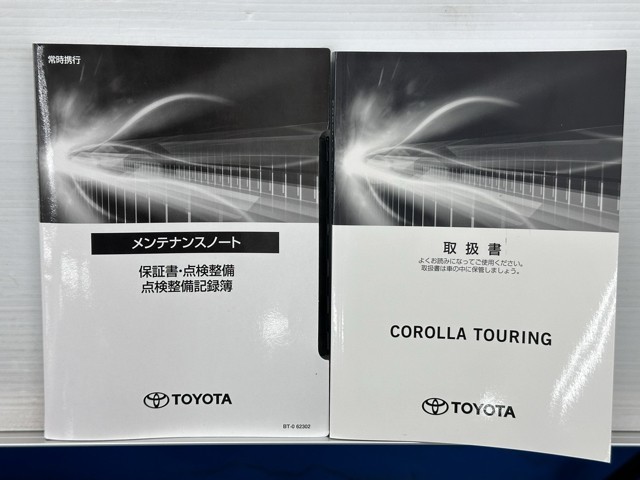 常時携行
メンテナンスノート
保証書・点検整備
点検整備記録簿
TOYOTA
BT-0 62302
取扱書
よくお読みになってご使用ください。
取扱書は車の中に保管しましょう。
COROLLA TOURING
TOYOTA